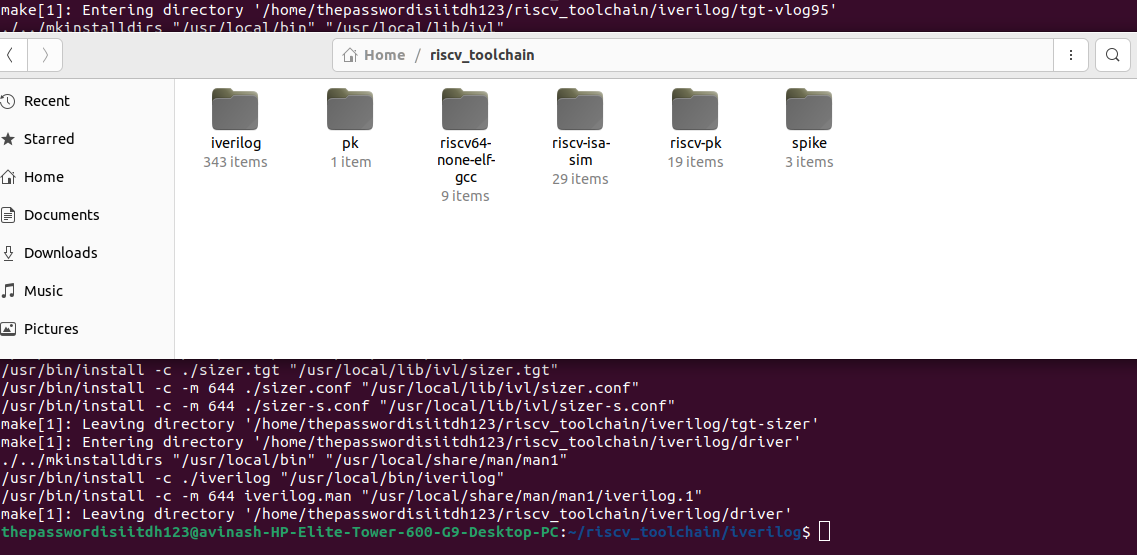 make[1]: Entering directory '/home/thepasswordisiitdh123/riscv_toolchain/iverilog/tgt-vlog95'
./../mkinstalldirs "/usr/local/bin" "/usr/local/lib/ivl"
Home / riscv_toolchain
Recent
Starred
Home
Documents
Downloads
Music
Pictures
iverilog
343 items
pk
1 item
riscv64-
none-elf-
gcc
9 items
riscv-isa-
sim
29 items
riscv-pk
19 items
spike
3 items
/usr/bin/install -c ./sizer.tgt "/usr/local/lib/ivl/sizer.tgt"
/usr/bin/install -c -m 644 ./sizer.conf "/usr/local/lib/ivl/sizer.conf"
/usr/bin/install -c -m 644 ./sizer-s.conf "/usr/local/lib/ivl/sizer-s.conf"
make[1]: Leaving directory '/home/thepasswordisiitdh123/riscv_toolchain/iverilog/tgt-sizer'
make[1]: Entering directory '/home/thepasswordisiitdh123/riscv_toolchain/iverilog/driver'
./../mkinstalldirs "/usr/local/bin" "/usr/local/share/man/man1"
/usr/bin/install -c ./iverilog "/usr/local/bin/iverilog"
/usr/bin/install -c -m 644 iverilog.man "/usr/local/share/man/man1/iverilog.1"
make[1]: Leaving directory '/home/thepasswordisiitdh123/riscv_toolchain/iverilog/driver'
thepasswordisiitdh123@avinash-HP-Elite-Tower-600-G9-Desktop-PC:~/riscv_toolchain/iverilog$